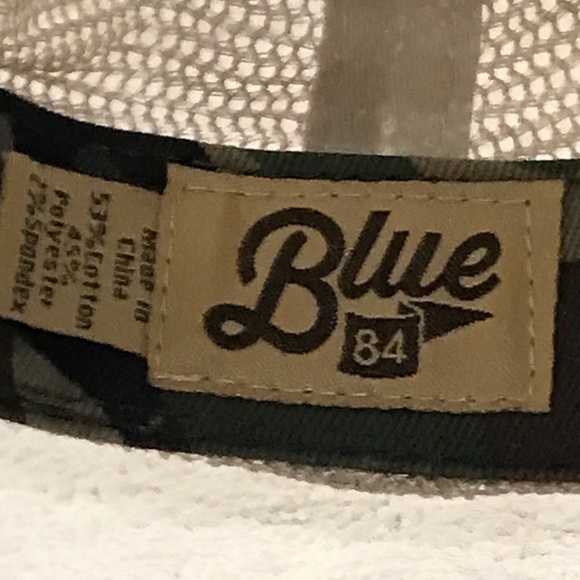 Made in
China
53%Cotton
45%
Polyester
2%Spandex
Blue
84